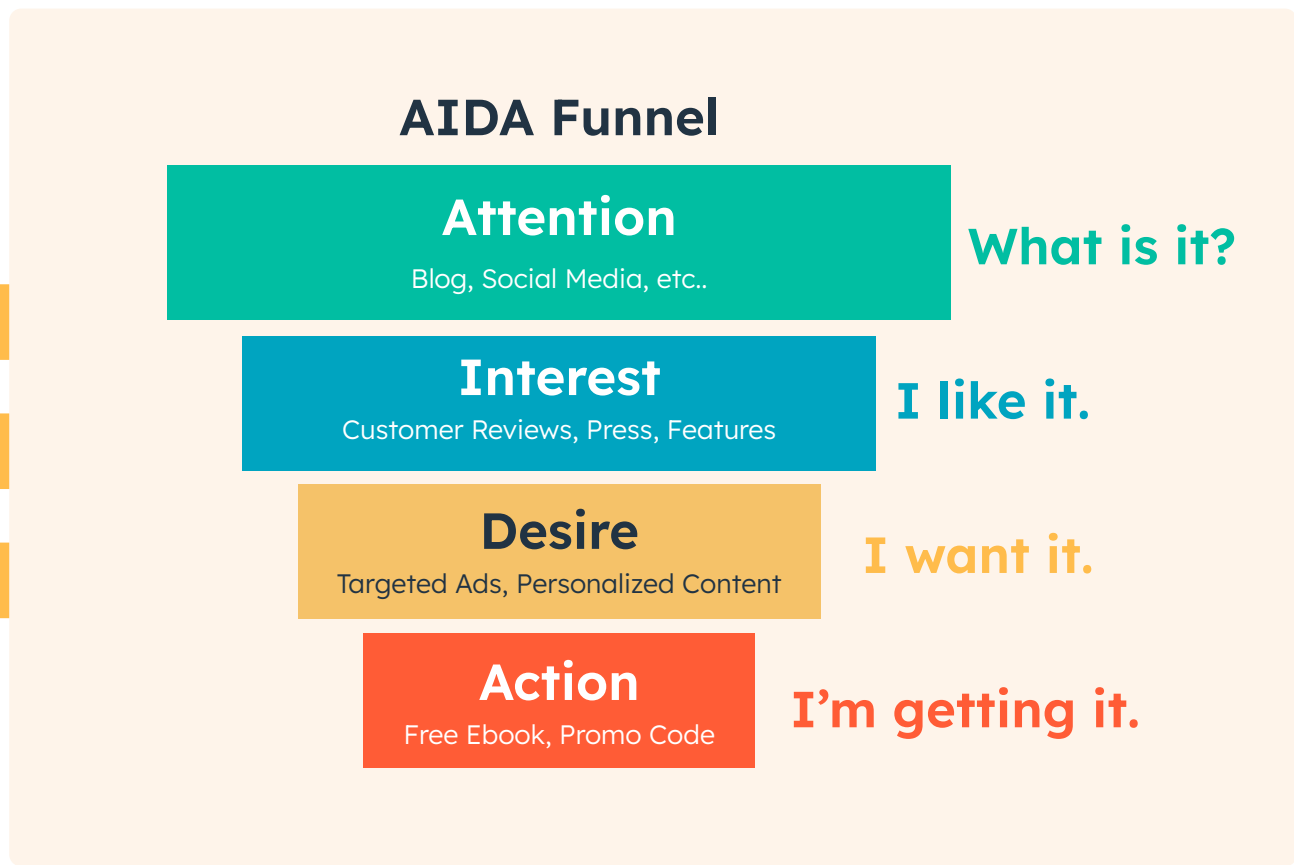 AIDA Funnel
Attention
Blog, Social Media, etc..
What is it?
Interest
Customer Reviews, Press, Features
I like it.
Desire
Targeted Ads, Personalized Content
I want it.
Action
Free Ebook, Promo Code
I’m getting it.